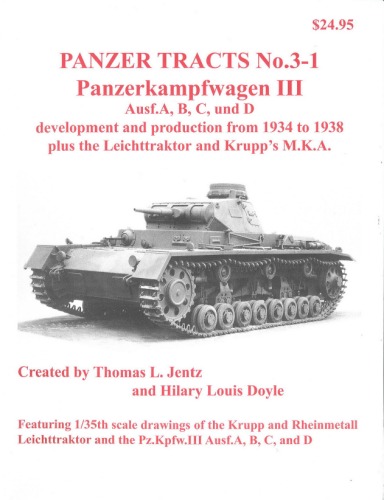 $24.95
PANZER TRACTS No.3-1
Panzerkampfwagen III
Ausf.A, B, C, und D
development and production from 1934 to 1938
plus the Leichttraktor and Krupp's M.K.A.
Created by Thomas L. Jentz
and Hilary Louis Doyle
Featuring 1/35th scale drawings of the Krupp and Rheinmetall
Leichttraktor and the Pz.Kpfw.III Ausf.A, B, C, and D